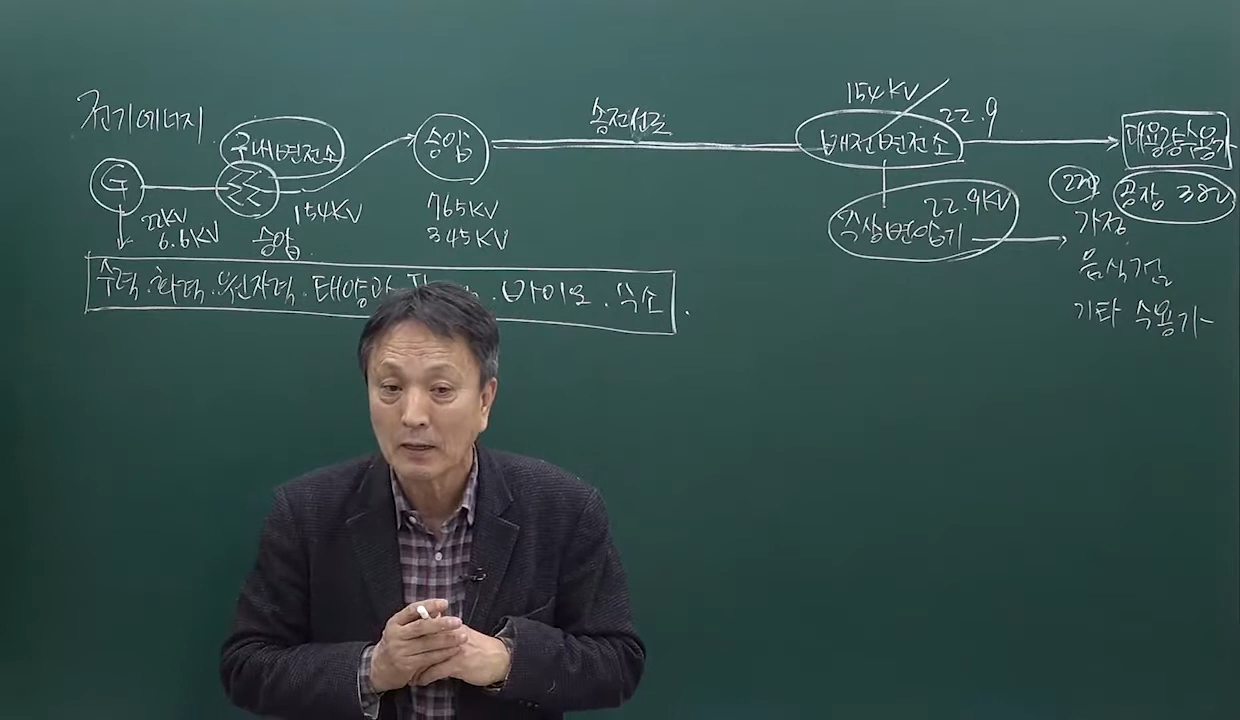 전기에너지
G
22KV
6.6KV
구내변전소
154KV
승압
승압
765KV
345KV
송전선로
154KV
배전변전소
22.9
대용량수용가
공장 380
22.9KV
주상변압기
220
가정
음식점
기타 수용가
수력.화력.원자력.태양광
.바이오.